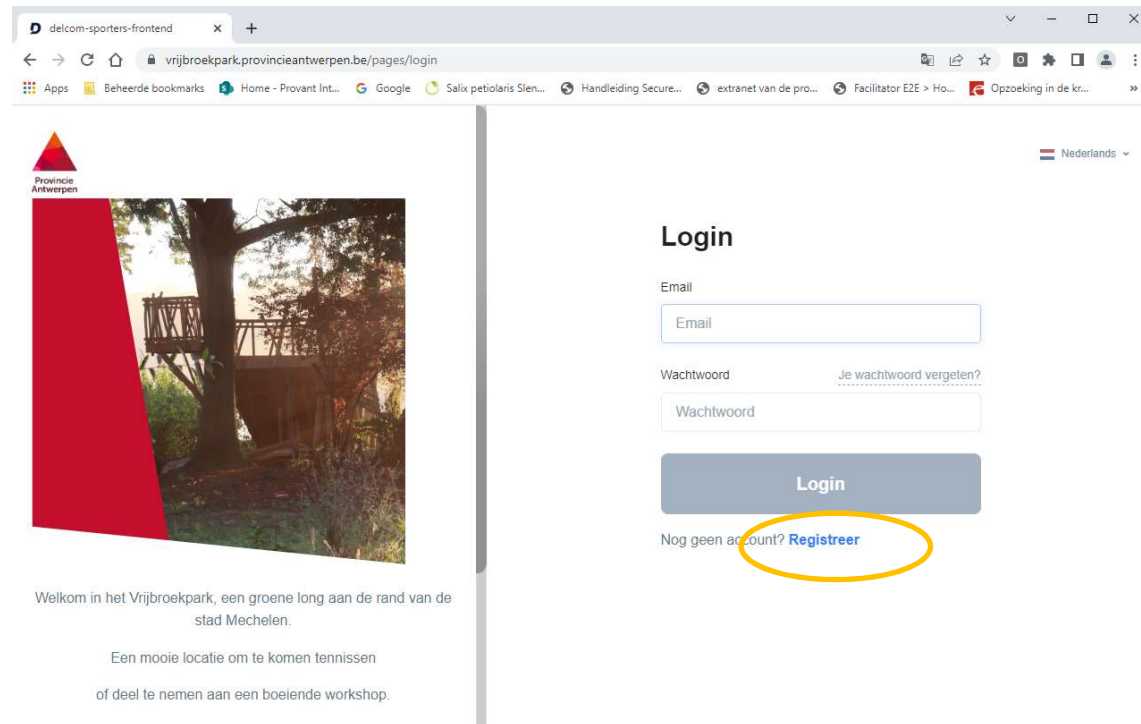 delcom-sporters-frontend
vrijbroekpark.provincieantwerpen.be/pages/login
Apps Beheerde bookmarks Home - Provant Int... Google Salix petiolaris Slen... Handleiding Secure... extranet van de pro... Facilitator E2E > Ho... Opzoeking in de kr... »
Provincie
Antwerpen
Nederlands
Login
Email
Email
Wachtwoord Je wachtwoord vergeten?
Wachtwoord
Login
Nog geen account? Registreer
Welkom in het Vrijbroekpark, een groene long aan de rand van de
stad Mechelen.
Een mooie locatie om te komen tennissen
of deel te nemen aan een boeiende workshop.